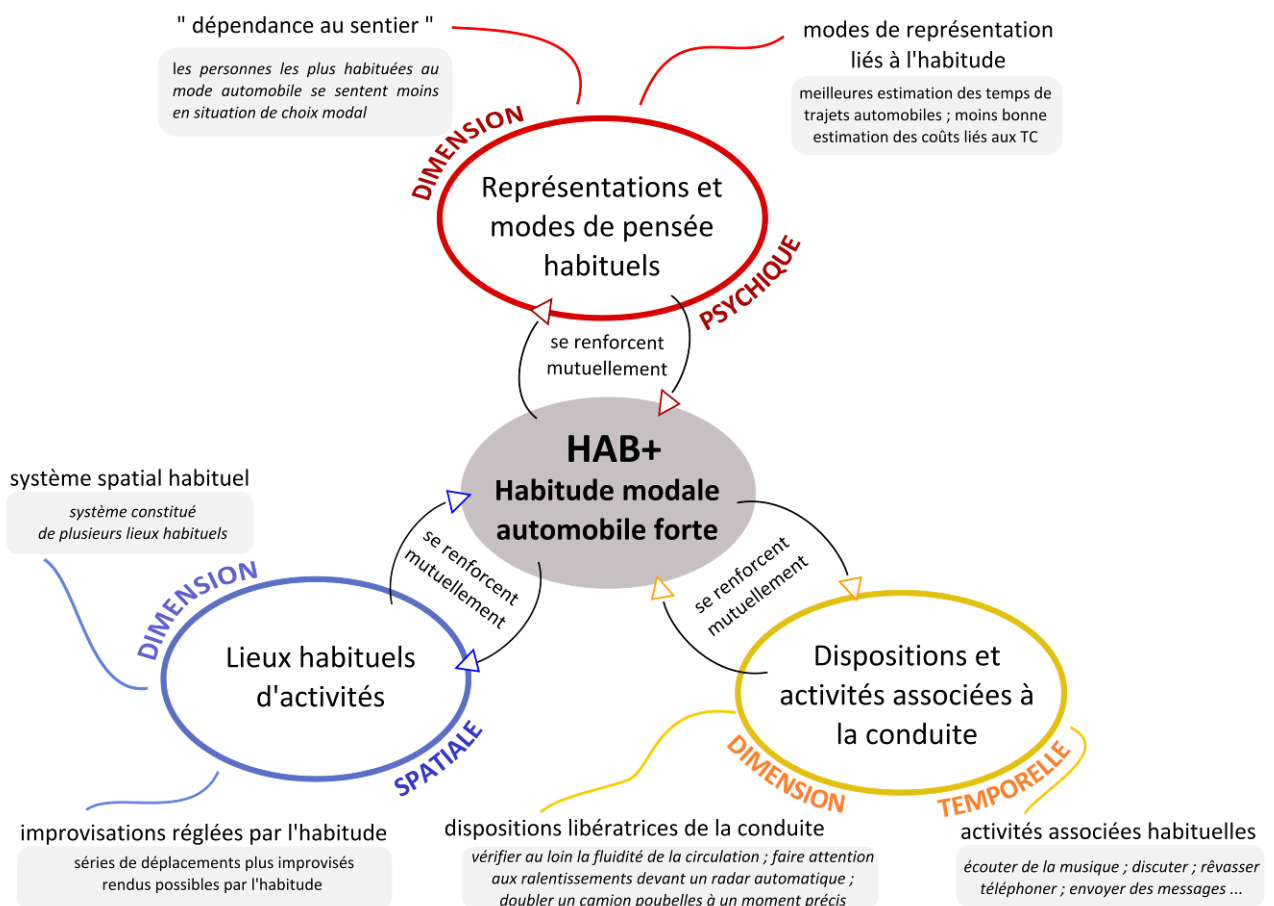 " dépendance au sentier "
les personnes les plus habituées au
mode automobile se sentent moins
en situation de choix modal
modes de représentation
liés à l'habitude
meilleures estimation des temps de
trajets automobiles ; moins bonne
estimation des coûts liés aux TC
DIMENSION
PSYCHIQUE
Représentations et
modes de pensée
habituels
se renforcent
mutuellement
HAB+
Habitude modale
automobile forte
système spatial habituel
système constitué
de plusieurs lieux habituels
se renforcent
mutuellement
se renforcent
mutuellement
DIMENSION
SPATIALE
Lieux habituels
d'activités
Dispositions et
activités associées à
la conduite
DIMENSION
TEMPORELLE
improvisations réglées par l'habitude
séries de déplacements plus improvisés
rendus possibles par l'habitude
dispositions libératrices de la conduite
vérifier au loin la fluidité de la circulation ; faire attention
aux ralentissements devant un radar automatique ;
doubler un camion poubelles à un moment précis
activités associées habituelles
écouter de la musique ; discuter ; rêvasser
téléphoner ; envoyer des messages ...